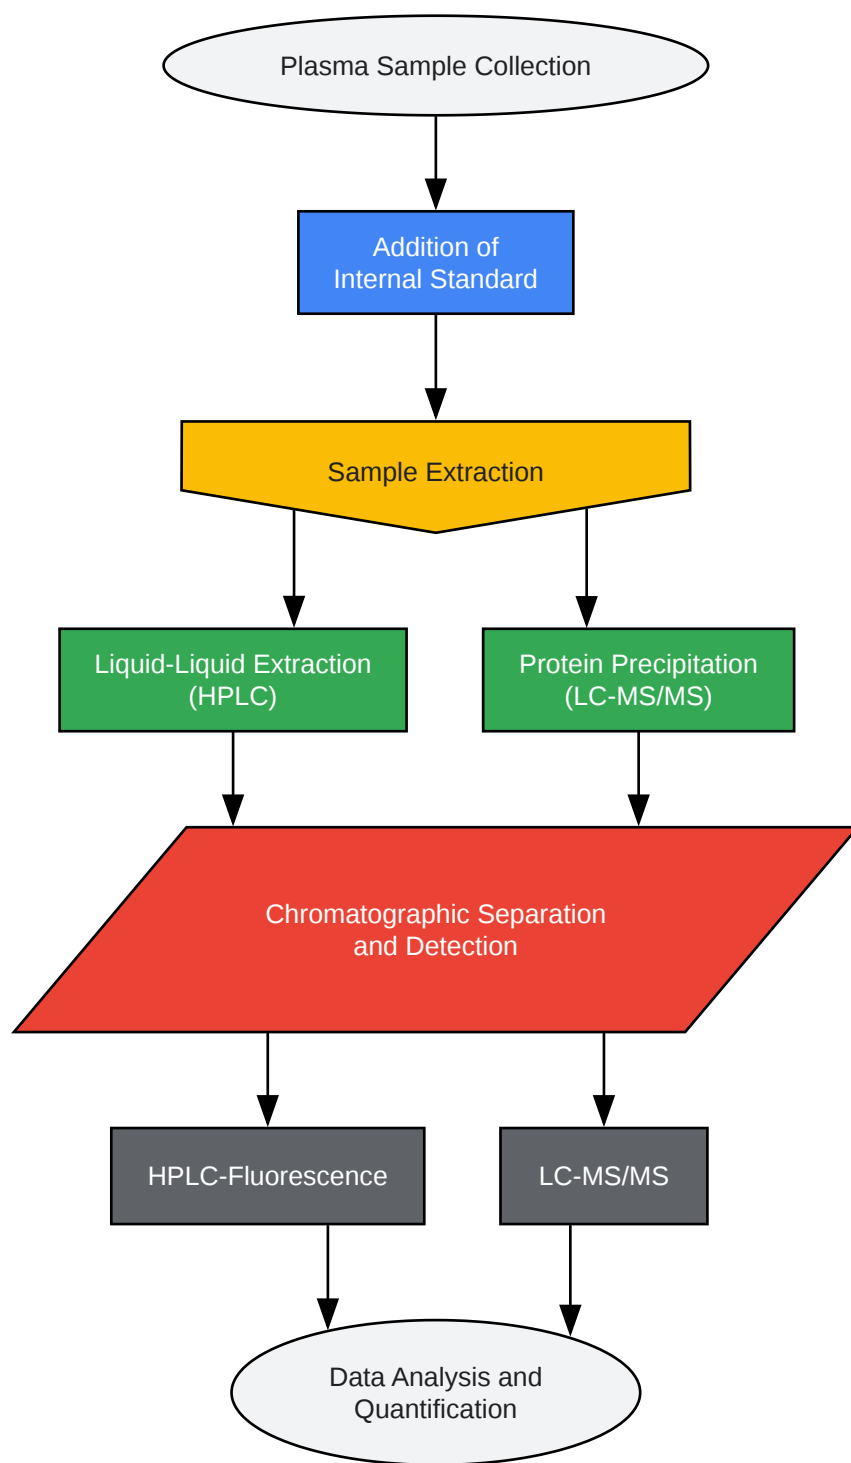 Plasma Sample Collection
Addition of
Internal Standard
Sample Extraction
Liquid-Liquid Extraction
(HPLC)
Protein Precipitation
(LC-MS/MS)
Chromatographic Separation
and Detection
HPLC-Fluorescence
LC-MS/MS
Data Analysis and
Quantification